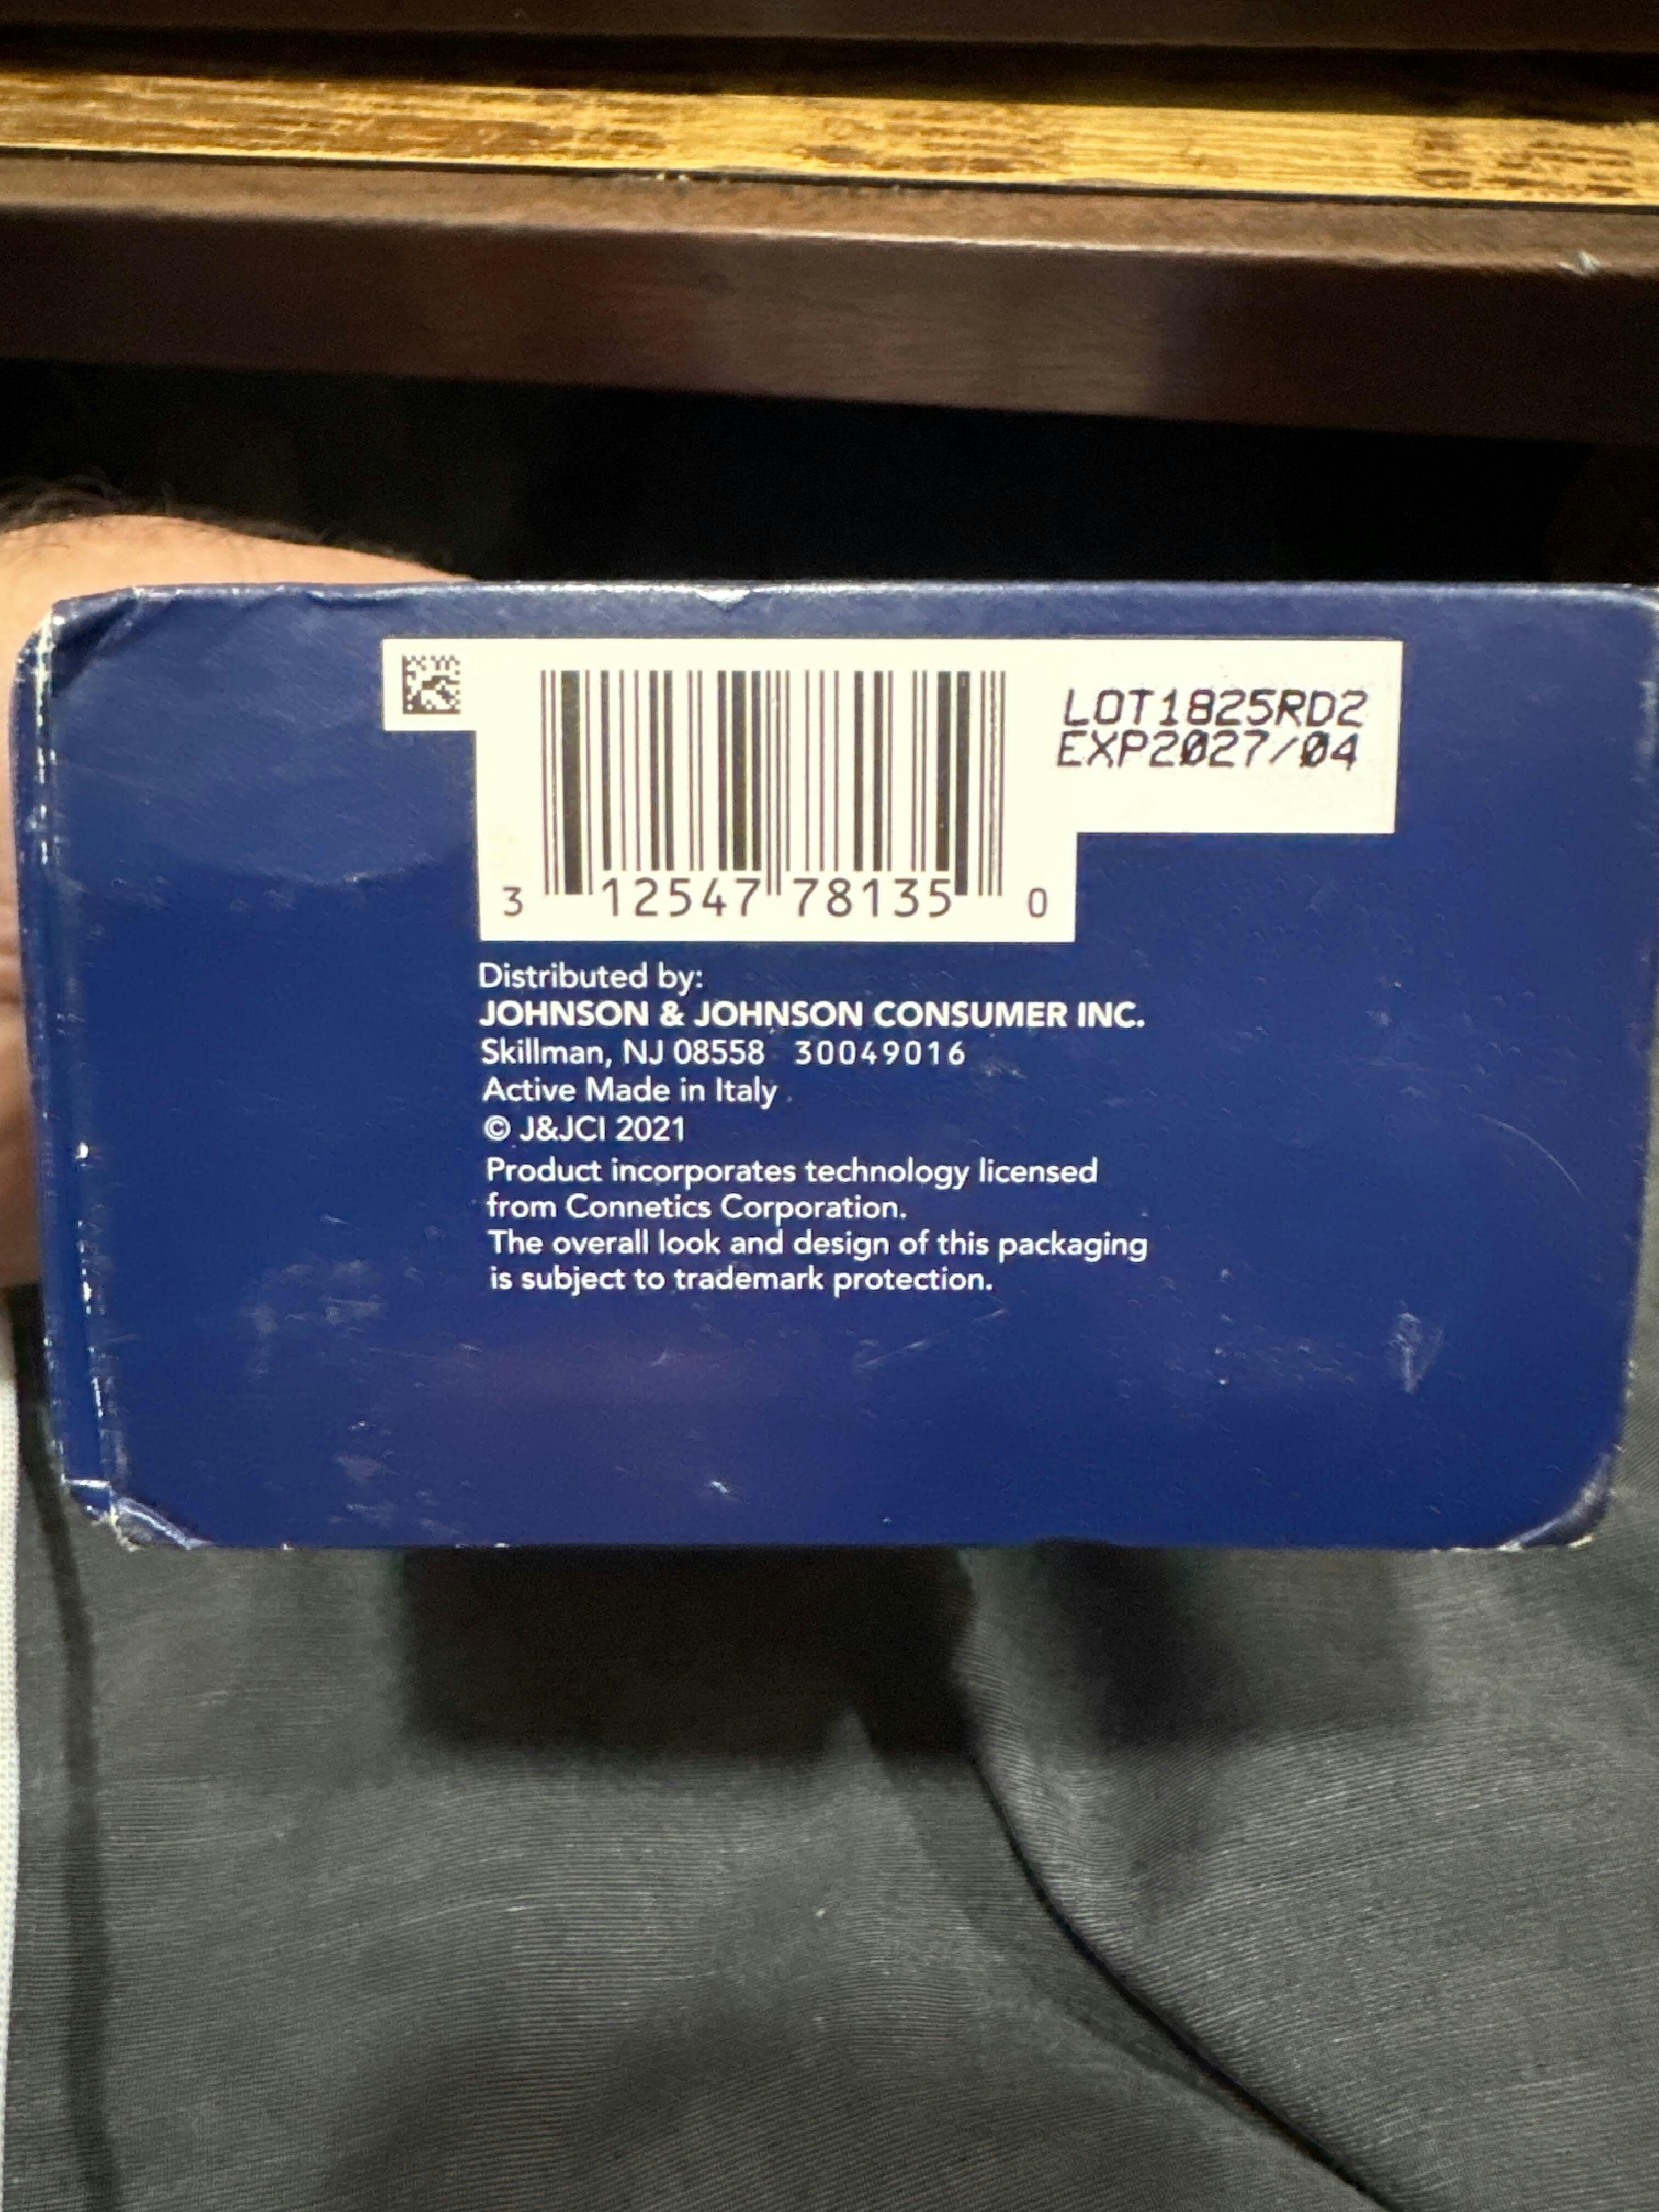 LOT1825RD2
EXP2027/04
3 12547 78135 0
Distributed by:
JOHNSON & JOHNSON CONSUMER INC.
Skillman, NJ 08558 30049016
Active Made in Italy
© J&JCI 2021
Product incorporates technology licensed
from Connetics Corporation.
The overall look and design of this packaging
is subject to trademark protection.